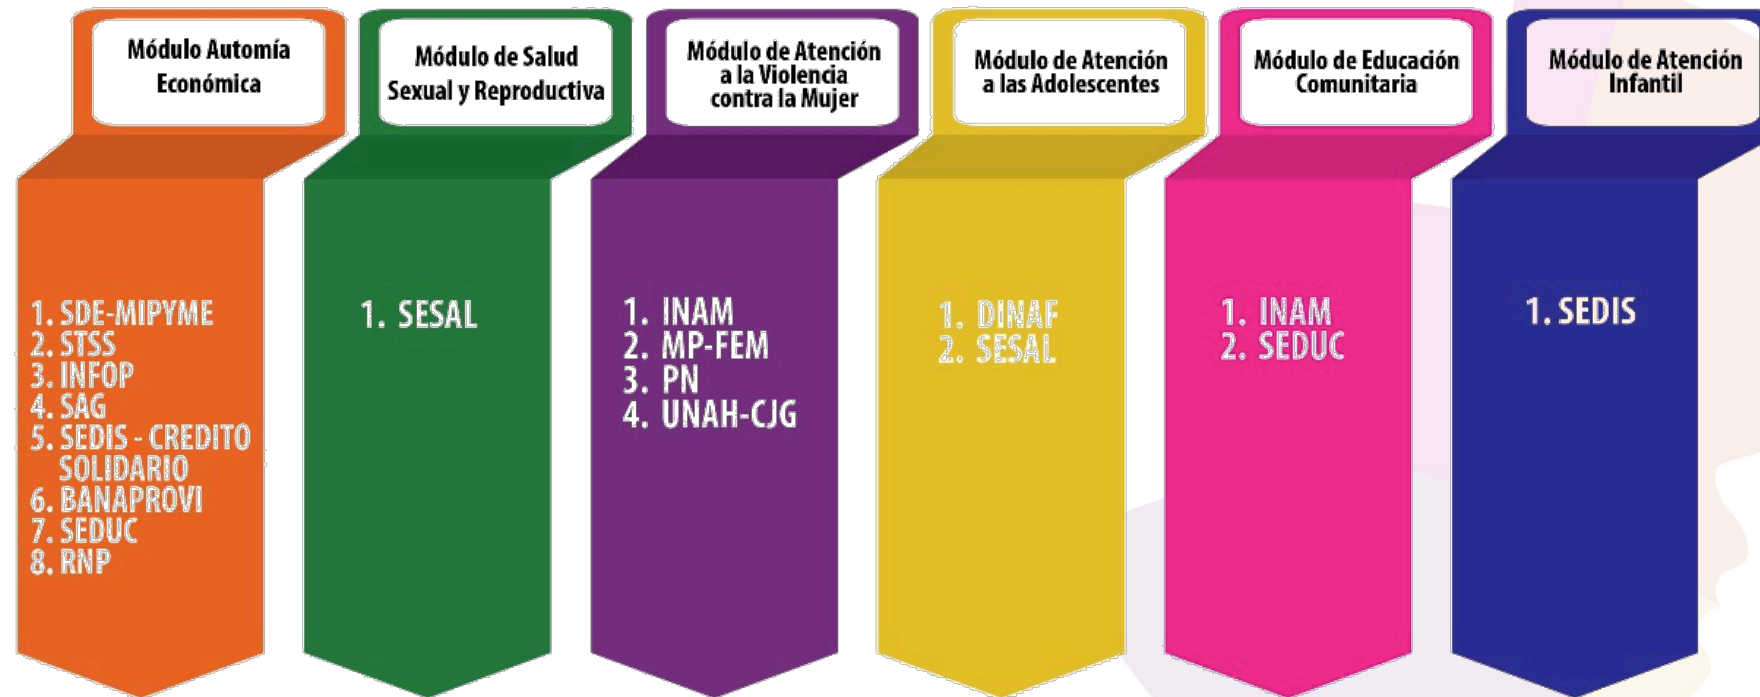 Módulo Automía
Económica
1. SDE-MIPYME
2. STSS
3. INFOP
4. SAG
5. SEDIS - CREDITO
SOLIDARIO
6. BANAPROVI
7. SEDUC
8. RNP
Módulo de Salud
Sexual y Reproductiva
1. SESAL
Módulo de Atención
a la Violencia
contra la Mujer
1. INAM
2. MP-FEM
3. PN
4. UNAH-CJG
Módulo de Atención
a las Adolescentes
1. DINAF
2. SESAL
Módulo de Educación
Comunitaria
1. INAM
2. SEDUC
Módulo de Atención
Infantil
1. SEDIS